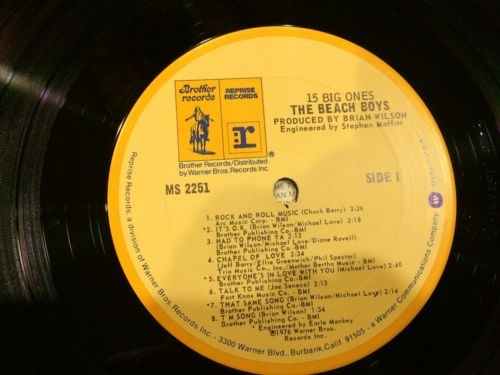 Brother
records
REPRISE
RECORDS
r
®
Brother Records/Distributed
by Warner Bros. Records Inc.
15 BIG ONES
THE BEACH BOYS
PRODUCED BY BRIAN WILSON
Engineered by Stephen Moffitt
MS 2251
SIDE 1
1. ROCK AND ROLL MUSIC (Chuck Berry) 2:26
Arc Music Corp. - BMI
*2. IT'S O.K. (Brian Wilson/Michael Love) 2:18
Brother Publishing Co.-BMI
3. HAD TO PHONE YA 2:13
(Brian Wilson/Michael Love/Diane Rovell)
Brother Publishing Co.-BMI
4. CHAPEL OF LOVE 2:34
(Jeff Barry/Ellie Greenwich/Phil Spector)
Trio Music Co., Inc./Mother Bertha Music - BMI
*5. EVERYONE'S IN LOVE WITH YOU (Michael Love) 2:40
Brother Publishing Co.-BMI
6. TALK TO ME (Joe Seneca) 2:10
Fort Knox Music Co. - BMI
*7. THAT SAME SONG (Brian Wilson/Michael Love) 2:14
Brother Publishing Co.-BMI
8. T M SONG (Brian Wilson) 1:34
Brother Publishing Co. - BMI
* Engineered by Earle Mankey
℗1976 Warner Bros.
Records Inc.
Reprise Records, a division of Warner Bros. Records Inc. · 3300 Warner Blvd., Burbank, Calif. 91505 · a Warner Communications Company